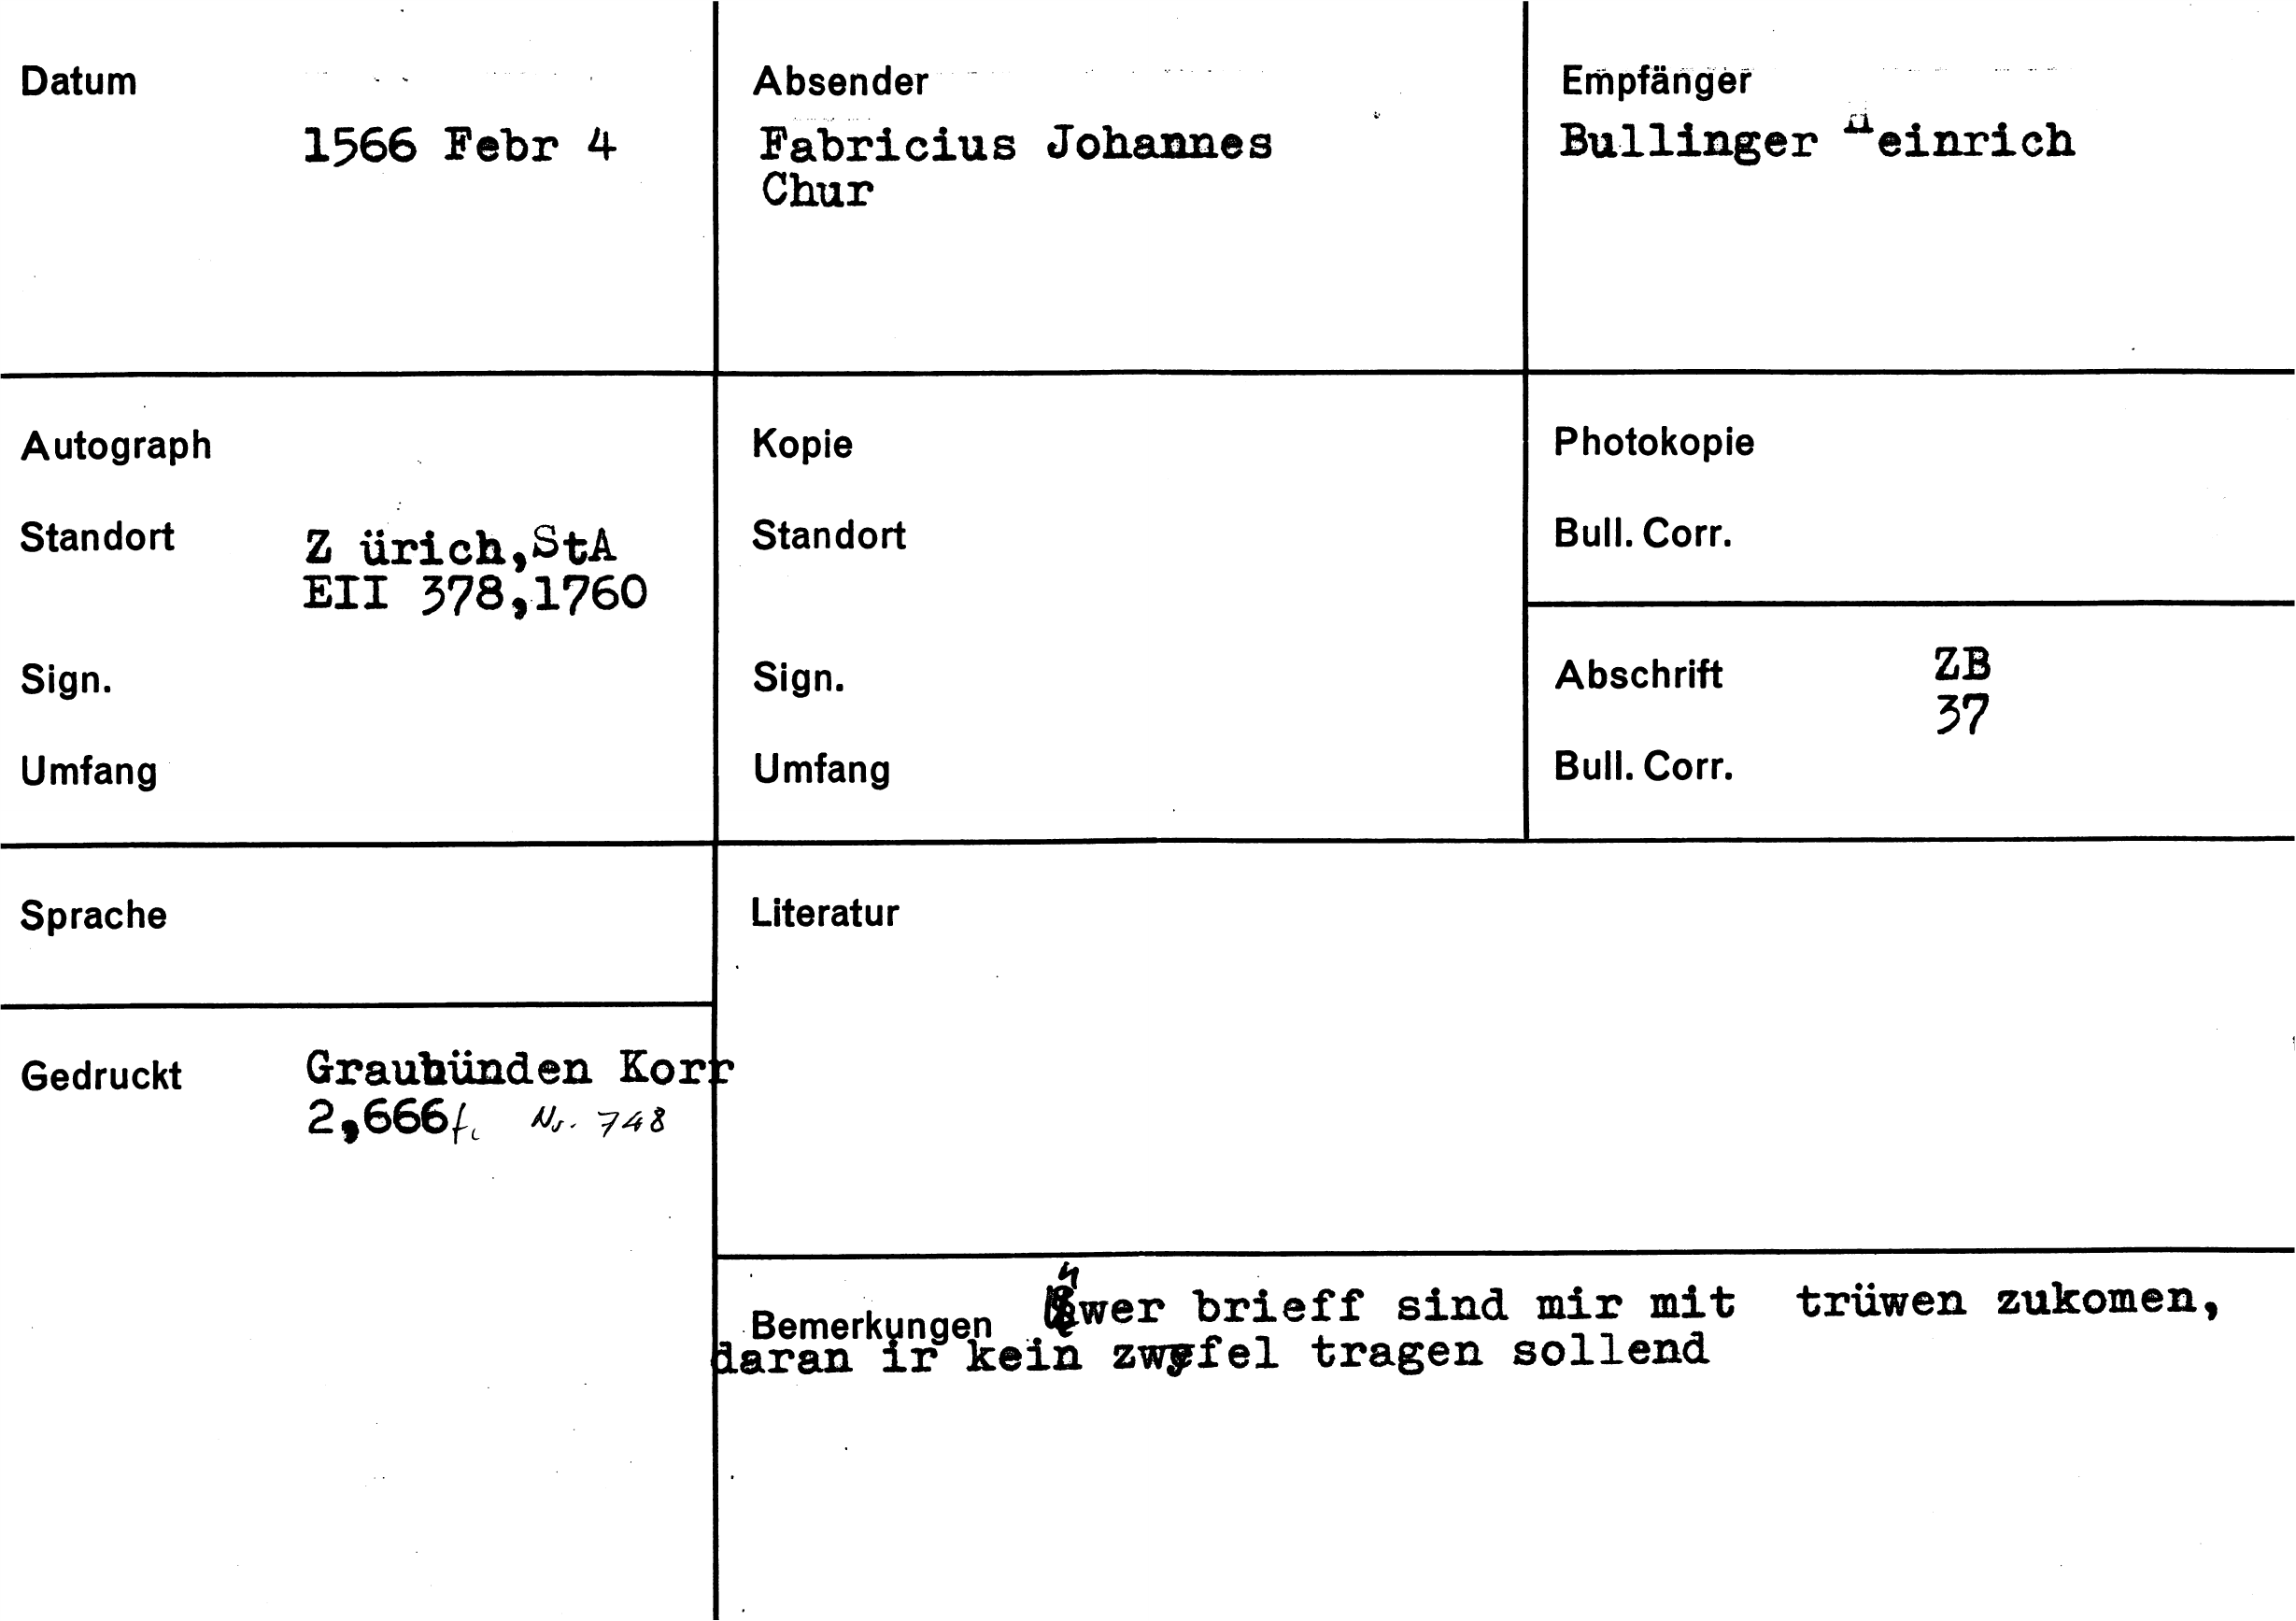 Datum
1566 Febr 4
Absender
Fabricius Johannes
Chur
Empfänger
Bullinger Heinrich
Autograph
Standort
Z ürich,StA
EII 378,1760
Sign.
Umfang
Kopie
Standort
Sign.
Umfang
Photokopie
Bull. Corr.
Abschrift
ZB
37
Bull. Corr.
Sprache
Literatur
Gedruckt
Graubünden Korr
2,666f. Nr. 748
Bemerkungen
brieff sind mir mit trüwen zukomen,
daran ir kein zwyfel tragen sollend